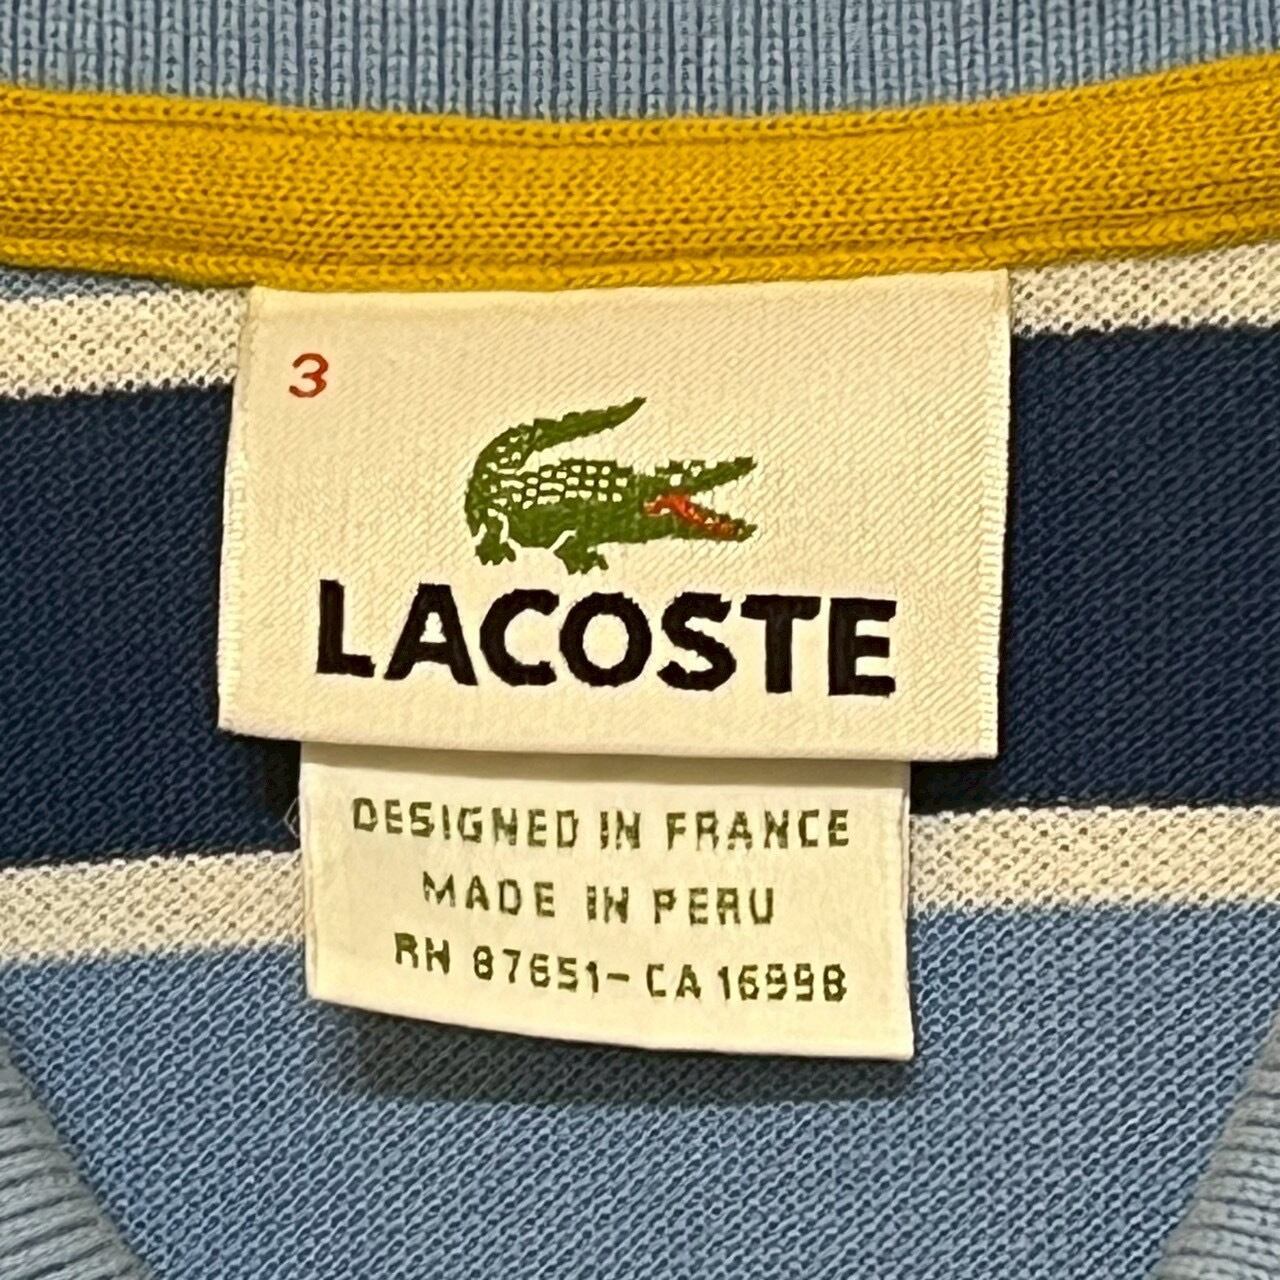 3
LACOSTE
DESIGNED IN FRANCE
MADE IN PERU
RN 87651-CA 16998